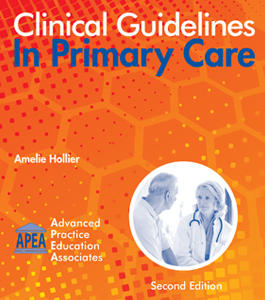 Clinical Guidelines
In Primary Care
Amelie Hollier
APEA
Advanced
Practice
Education
Associates
Second Edition